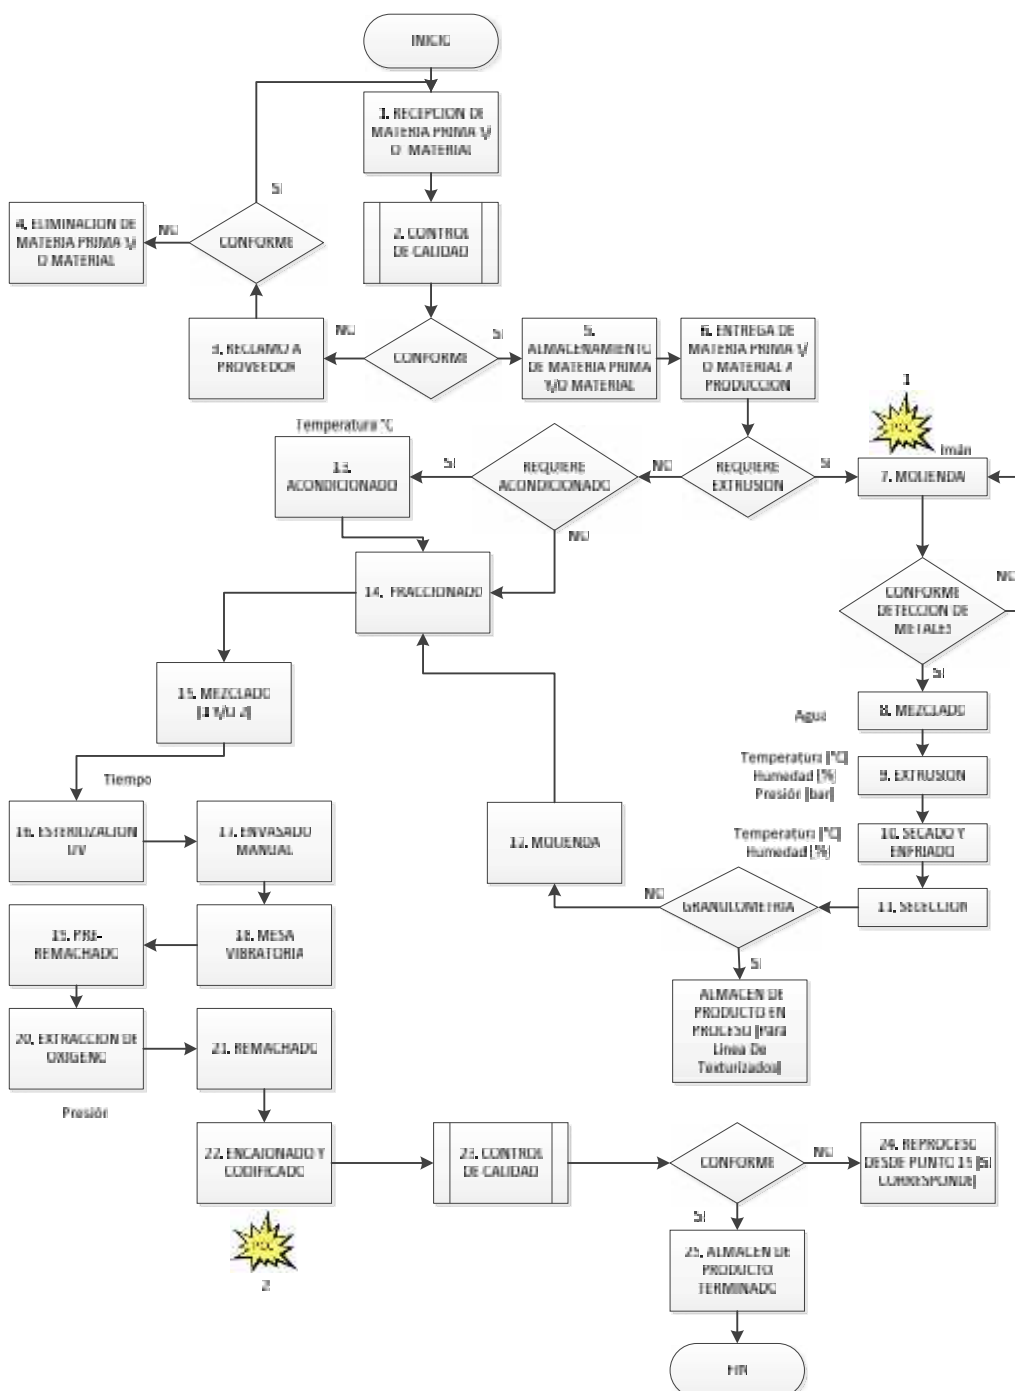 INICIO
1. RECEPCION DE
MATERIA PRIMA Y/
O MATERIAL
2. CONTROL
DE CALIDAD
CONFORME
NO
SI
3. RECLAMO A
PROVEEDOR
CONFORME
SI
NO
4. ELIMINACION DE
MATERIA PRIMA Y/
O MATERIAL
5.
ALMACENAMIENTO
DE MATERIA PRIMA
Y/O MATERIAL
6. ENTREGA DE
MATERIA PRIMA Y/
O MATERIAL A
PRODUCCION
REQUIERE
EXTRUSION
NO
SI
1
PCC
Imán
7. MOLIENDA
CONFORME
DETECCION DE
METALES
NO
SI
Agua
8. MEZCLADO
Temperatura [°C]
Humedad [%]
Presión [bar]
9. EXTRUSION
Temperatura [°C]
Humedad [%]
10. SECADO Y
ENFRIADO
11. SELECCION
GRANULOMETRIA
NO
SI
ALMACEN DE
PRODUCTO EN
PROCESO [Para
Linea De
Texturizados]
12. MOLIENDA
REQUIERE
ACONDICIONADO
SI
NO
Temperatura °C
13.
ACONDICIONADO
14. FRACCIONADO
15. MEZCLADO
[1 Y/O 2]
Tiempo
16. ESTERIIZACION
UV
17. ENVASADO
MANUAL
18. MESA
VIBRATORIA
19. PRE-
REMACHADO
20. EXTRACCION DE
OXIGENO
Presión
21. REMACHADO
22. ENCAJONADO Y
CODIFICADO
PCC
2
23. CONTROL
DE CALIDAD
CONFORME
NO
SI
24. REPROCESO
DESDE PUNTO 15 [SI
CORRESPONDE]
25. ALMACEN DE
PRODUCTO
TERMINADO
FIN